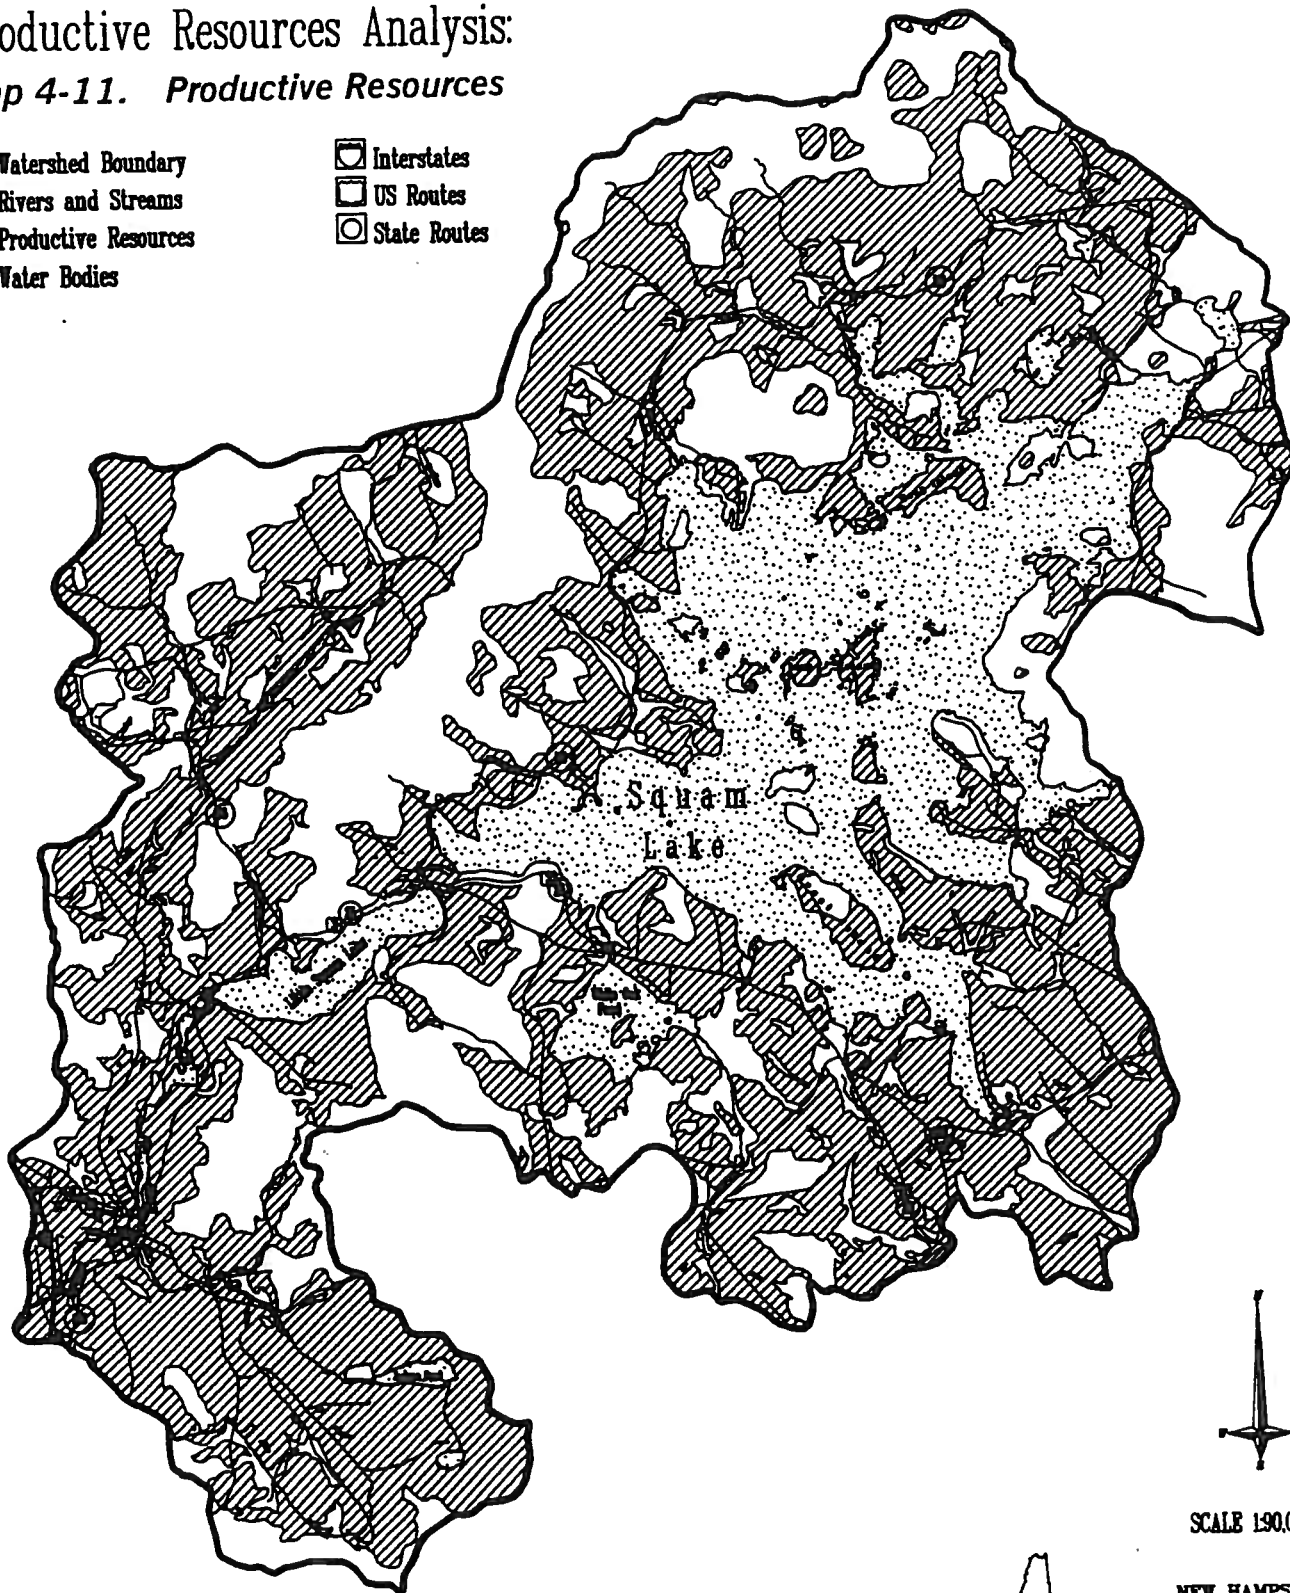 oductive Resources Analysis:
p 4-11. Productive Resources
Watershed Boundary
Rivers and Streams
Productive Resources
Water Bodies
Interstates
US Routes
State Routes
Squam
Lake
SCALE 1:90,0
NEW HAMPS